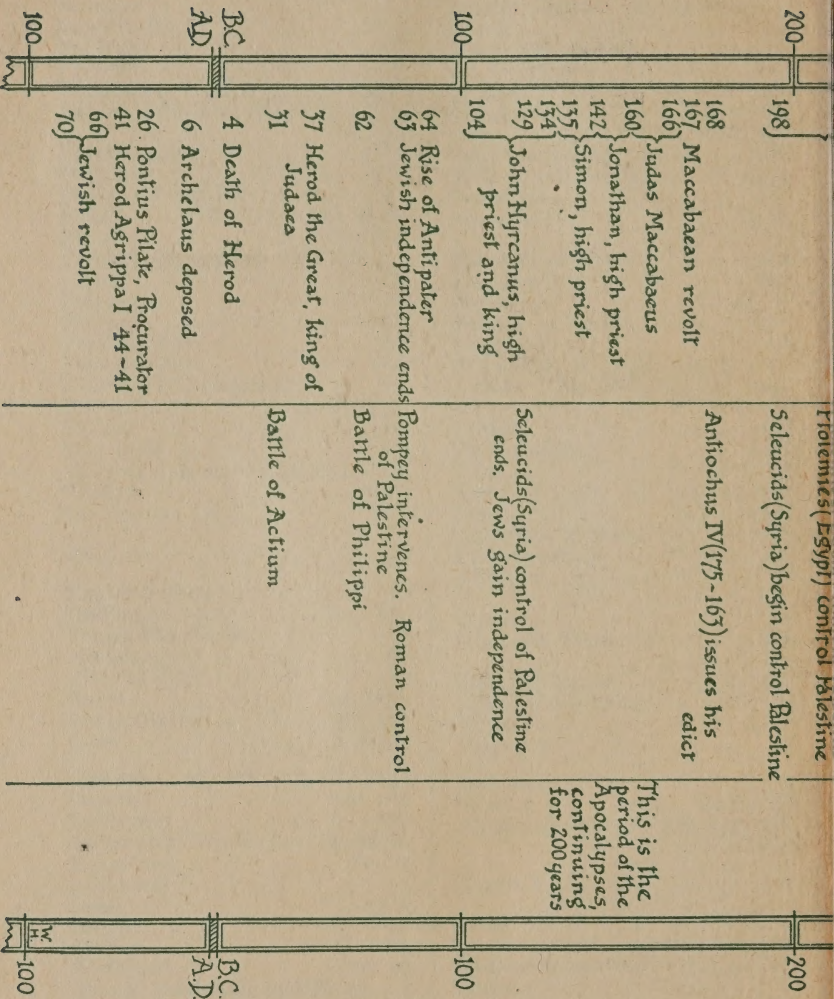 200
100
B.C.
A.D.
100
198
168
167 Maccabaean revolt
166
Judas Maccabaeus
160
Jonathan, high priest
142
Simon, high priest
135
134
129
John Hyrcanus, high
priest and king
104
64 Rise of Antipater
63 Jewish independence ends
62
37 Herod the Great, king of
Judaea
31
4 Death of Herod
6 Archelaus deposed
26 Pontius Pilate, Procurator
41 Herod Agrippa I 44~41
66
Jewish revolt
70
Ptolemies (Egypt) control Palestine
Seleucids (Syria) begin control Palestine
Antiochus IV (175~163) issues his
edict
Seleucids (Syria) control of Palestine
ends. Jews gain independence
Pompey intervenes. Roman control
of Palestine
Battle of Philippi
Battle of Actium
This is the
period of the
Apocalypses,
continuing
for 200 years
200
100
B.C.
A.D.
100
W.
H.